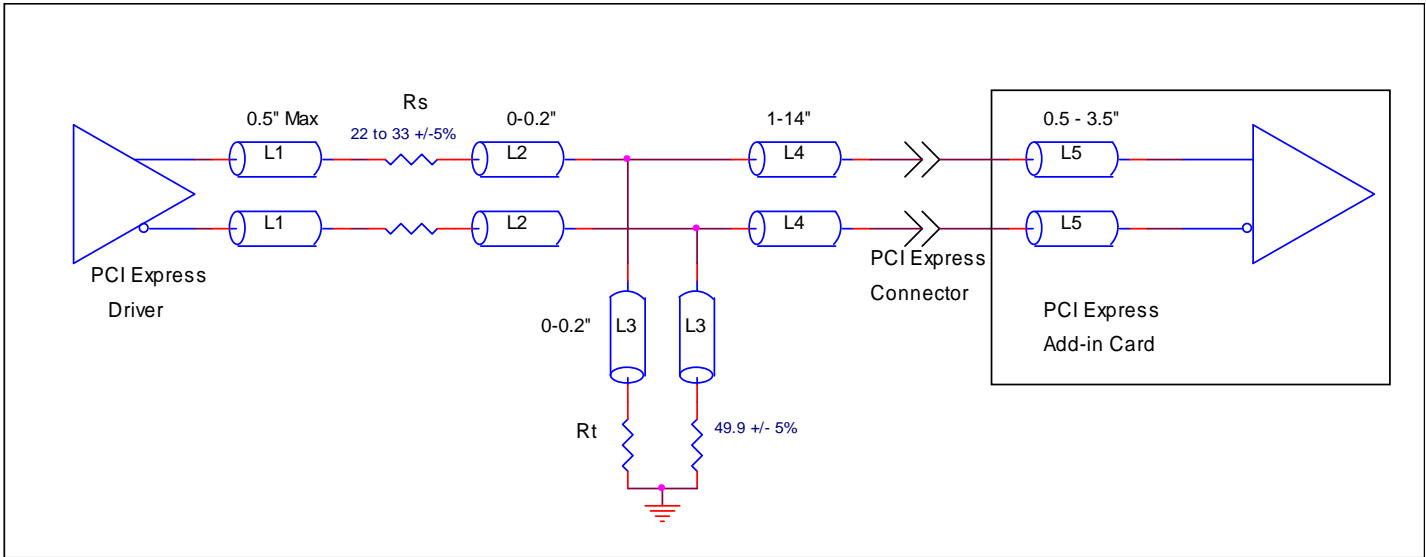 Rs
0.5" Max
22 to 33 +/-5%
0-0.2"
1-14"
0.5 - 3.5"
L1
L2
L4
L5
L1
L2
L4
L5
PCI Express
Driver
PCI Express
Connector
0-0.2"
L3
L3
PCI Express
Add-in Card
Rt
49.9 +/- 5%